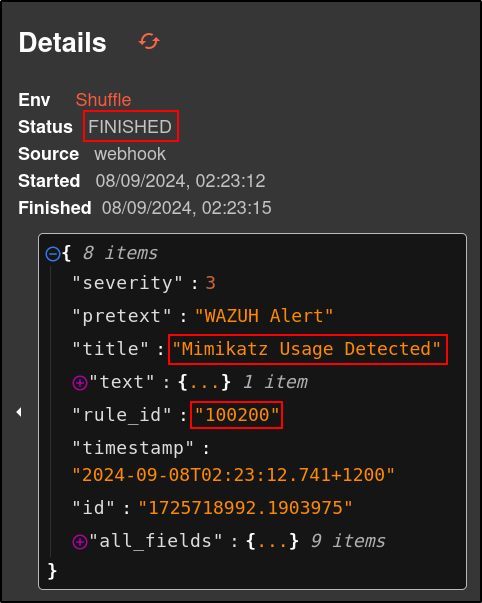 Details
Env Shuffle
Status FINISHED
Source webhook
Started 08/09/2024, 02:23:12
Finished 08/09/2024, 02:23:15
{ 8 items
"severity" : 3
"pretext" : "WAZUH Alert"
"title" : "Mimikatz Usage Detected"
"text" : {...} 1 item
"rule_id" : "100200"
"timestamp" :
"2024-09-08T02:23:12.741+1200"
"id" : "1725718992.1903975"
"all_fields" : {...} 9 items
}